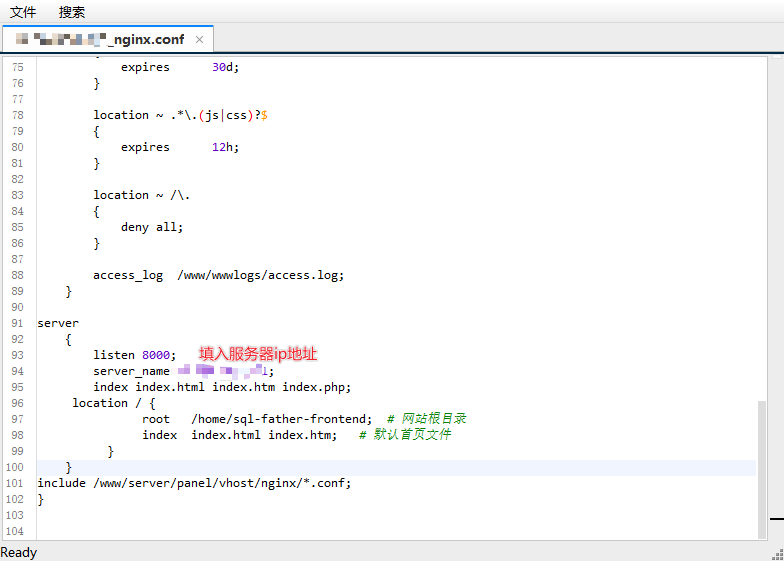 文件 搜索
_nginx.conf ×
75 expires 30d;
76 }
77
78 location ~ .*\.(js|css)?$
79 {
80 expires 12h;
81 }
82
83 location ~ /\.
84 {
85 deny all;
86 }
87
88 access_log /www/wwwlogs/access.log;
89 }
90
91 server
92 {
93 listen 8000; 填入服务器ip地址
94 server_name 1;
95 index index.html index.htm index.php;
96 location / {
97 root /home/sql-father-frontend; # 网站根目录
98 index index.html index.htm; # 默认首页文件
99 }
100 }
101 include /www/server/panel/vhost/nginx/*.conf;
102 }
103
104
Ready